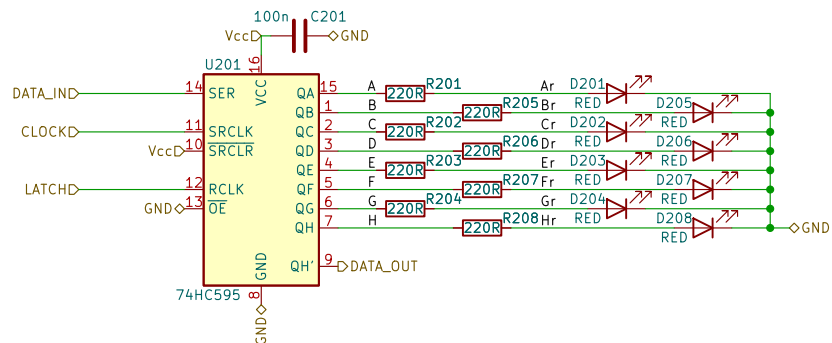 100n C201
Vcc GND
U201
16
VCC
DATA_IN 14 SER QA 15 A 220R R201 Ar D201 RED
QB 1 B 220R R205 Br D205 RED
CLOCK 11 SRCLK QC 2 C 220R R202 Cr D202 RED
Vcc 10 SRCLR QD 3 D 220R R206 Dr D206 RED
QE 4 E 220R R203 Er D203 RED
LATCH 12 RCLK QF 5 F 220R R207 Fr D207 RED
GND 13 OE QG 6 G 220R R204 Gr D204 RED
QH 7 H 220R R208 Hr D208 RED GND
GND QH' 9 DATA_OUT
74HC595 8
GND